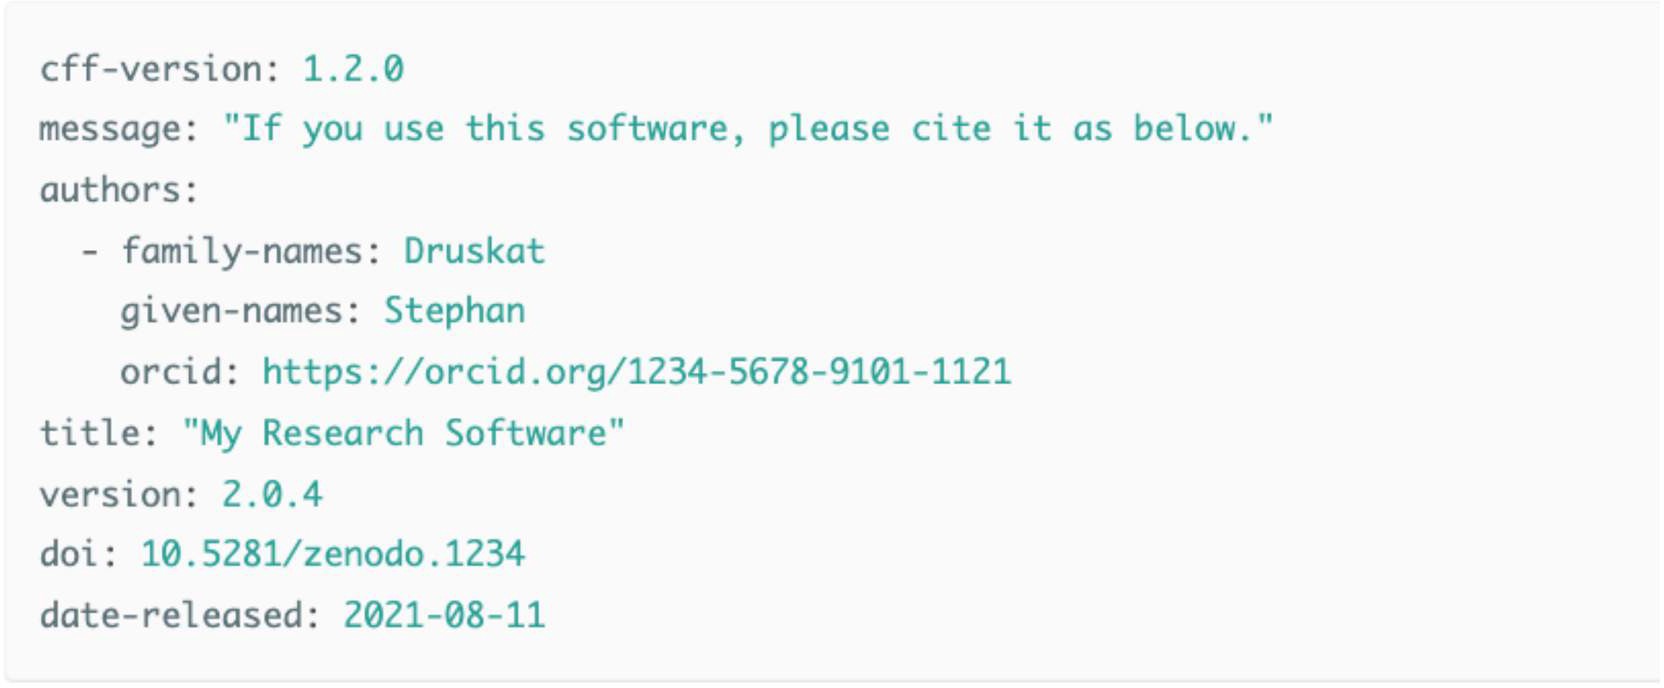 cff-version: 1.2.0
message: "If you use this software, please cite it as below."
authors:
  - family-names: Druskat
    given-names: Stephan
    orcid: https://orcid.org/1234-5678-9101-1121
title: "My Research Software"
version: 2.0.4
doi: 10.5281/zenodo.1234
date-released: 2021-08-11